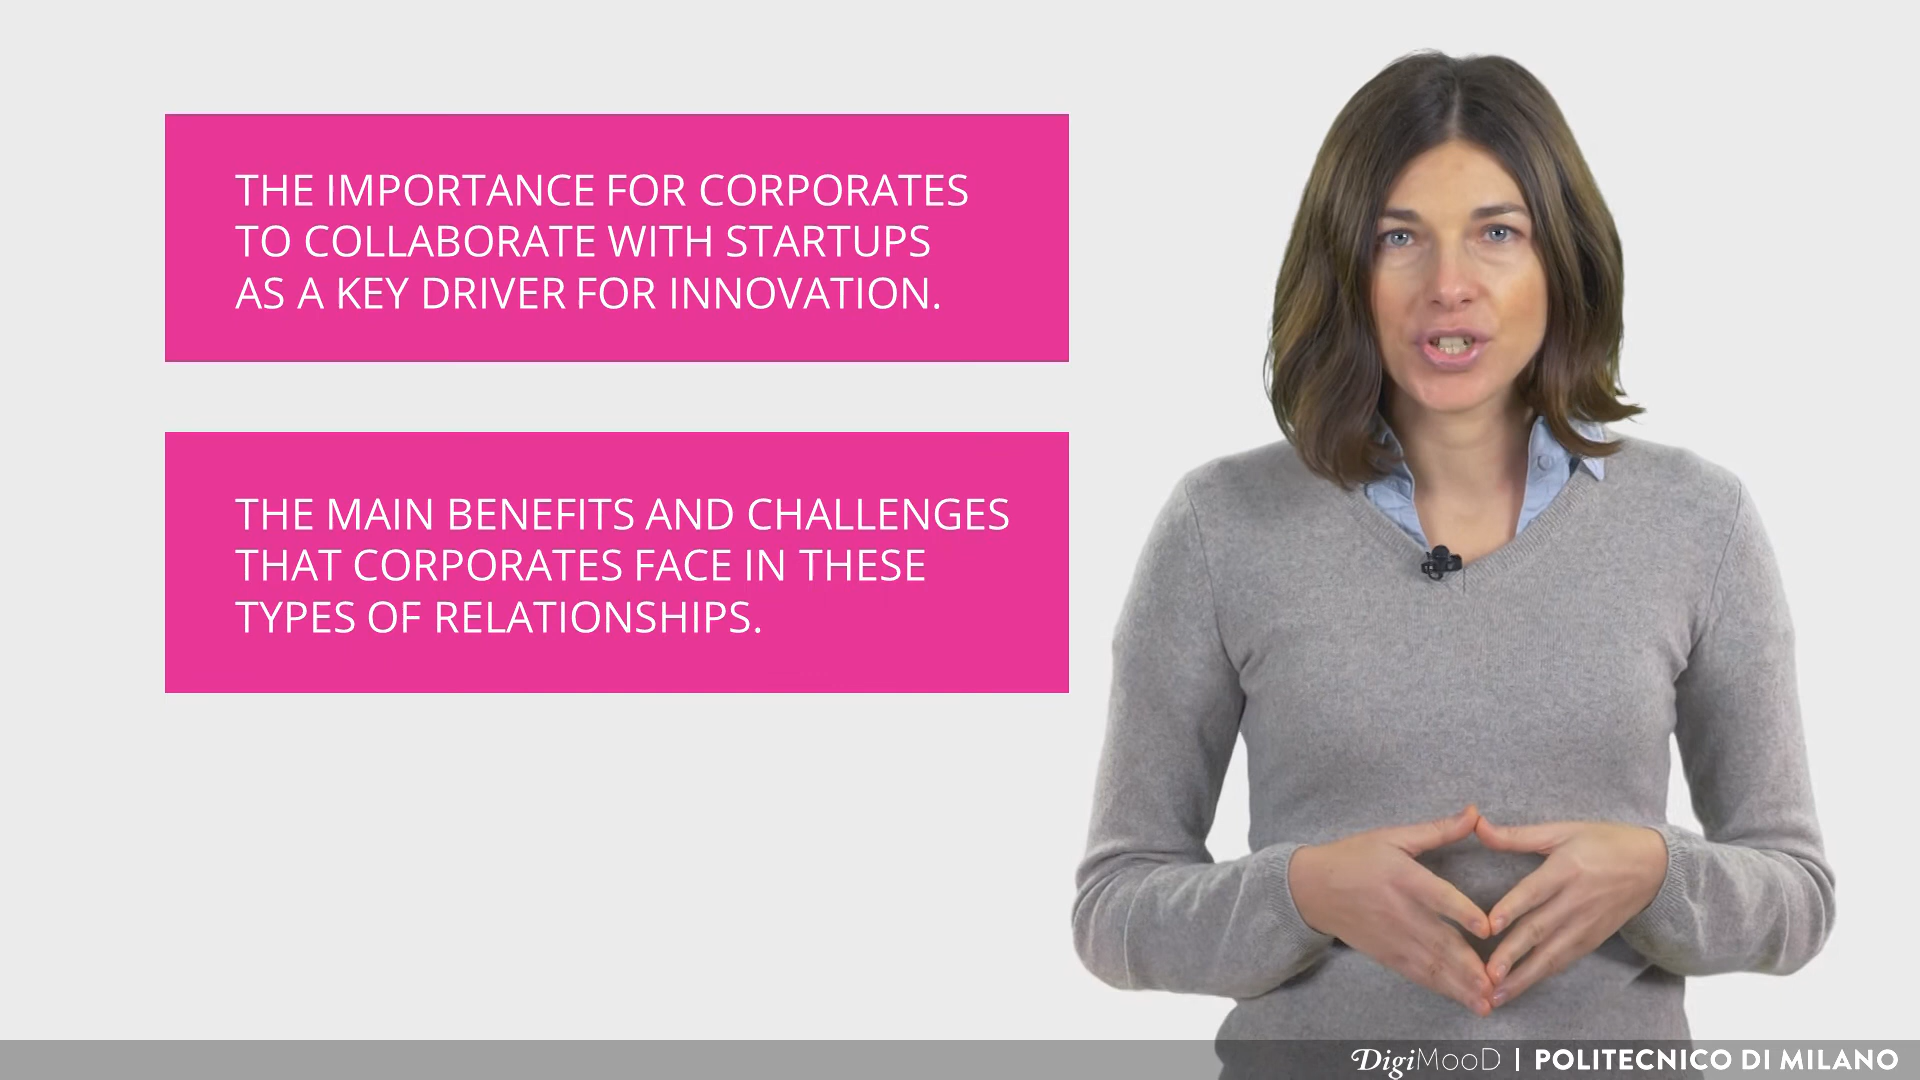 THE IMPORTANCE FOR CORPORATES
TO COLLABORATE WITH STARTUPS
AS A KEY DRIVER FOR INNOVATION.
THE MAIN BENEFITS AND CHALLENGES
THAT CORPORATES FACE IN THESE
TYPES OF RELATIONSHIPS.
DigiMooD | POLITECNICO DI MILANO